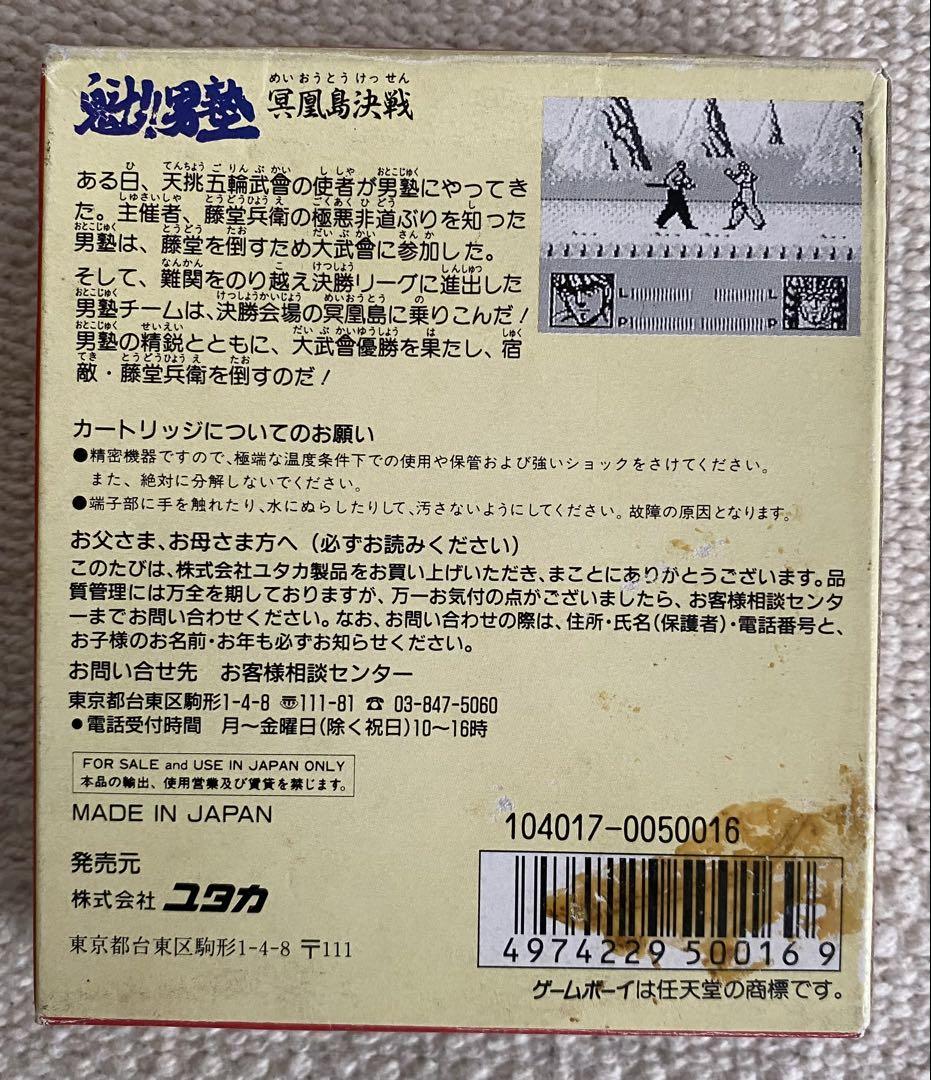 魁!!男塾 冥凰島決戦
めいおうとうけっせん
ある日、天挑五輪武會の使者が男塾にやってき
た。主催者、藤堂兵衛の極悪非道ぶりを知った
男塾は、藤堂を倒すため大武會に参加した。
そして、難関をのり越え決勝リーグに進出した
男塾チームは、決勝会場の冥凰島に乗りこんだ!
男塾の精鋭とともに、大武會優勝を果たし、宿
敵・藤堂兵衛を倒すのだ!
L L
P P
カートリッジについてのお願い
●精密機器ですので、極端な温度条件下での使用や保管および強いショックをさけてください。
また、絶対に分解しないでください。
●端子部に手を触れたり、水にぬらしたりして、汚さないようにしてください。故障の原因となります。
お父さま、お母さま方へ(必ずお読みください)
このたびは、株式会社ユタカ製品をお買い上げいただき、まことにありがとうございます。品
質管理には万全を期しておりますが、万一お気付の点がございましたら、お客様相談センタ
ーまでお問い合わせください。なお、お問い合わせの際は、住所・氏名(保護者)・電話番号と、
お子様のお名前・お年も必ずお知らせください。
お問い合せ先 お客様相談センター
東京都台東区駒形1-4-8 〠111-81 ☎ 03-847-5060
●電話受付時間 月〜金曜日(除く祝日)10〜16時
FOR SALE and USE IN JAPAN ONLY
本品の輸出、使用営業及び賃貸を禁じます。
MADE IN JAPAN
104017-0050016
発売元
株式会社 ユタカ
東京都台東区駒形1-4-8 〒111
4974229 500169
ゲームボーイは任天堂の商標です。